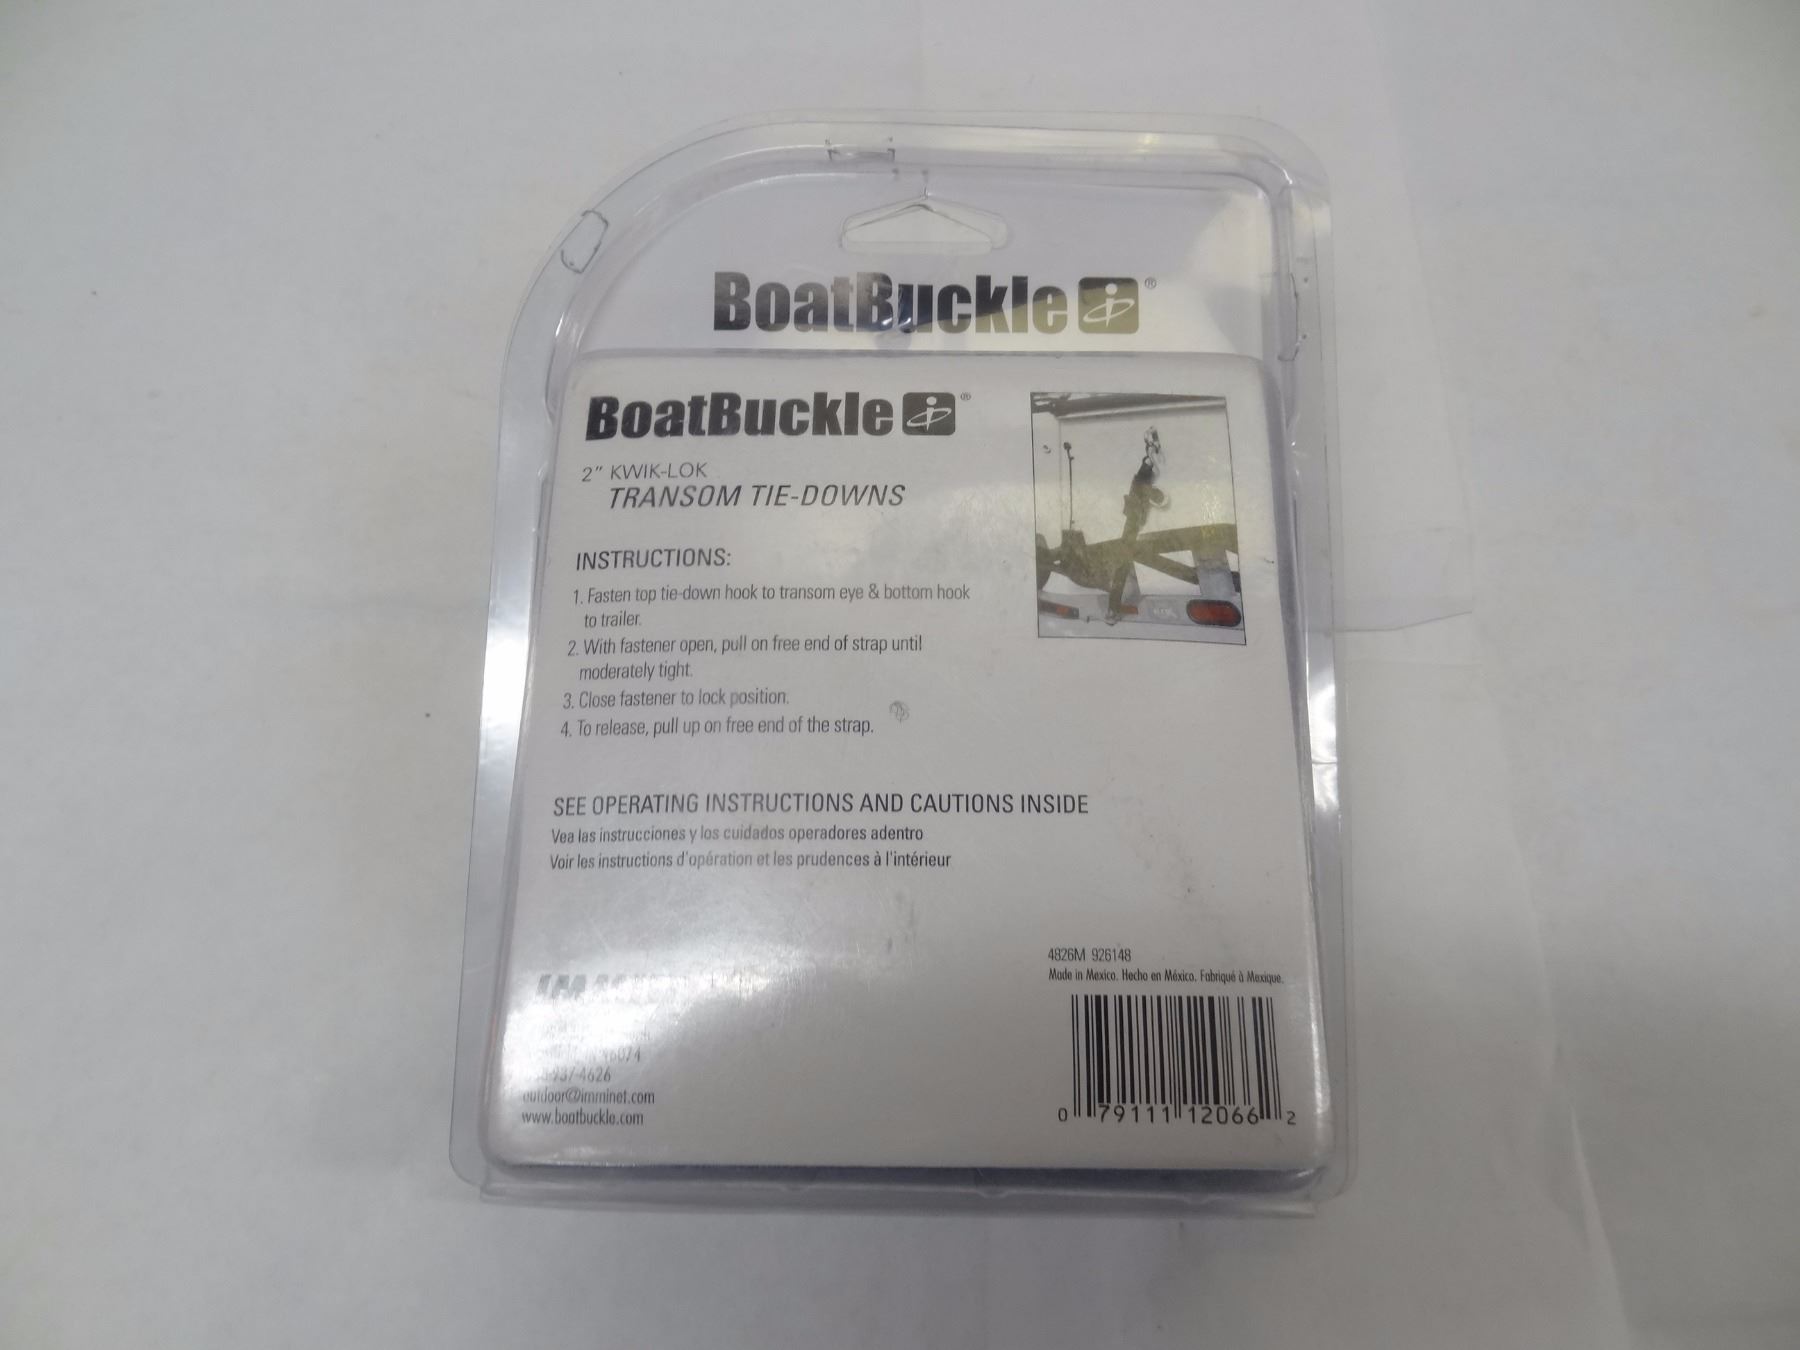 BoatBuckle ®
BoatBuckle ®
2" KWIK-LOK
TRANSOM TIE-DOWNS
INSTRUCTIONS:
1. Fasten top tie-down hook to transom eye & bottom hook
to trailer.
2. With fastener open, pull on free end of strap until
moderately tight.
3. Close fastener to lock position.
4. To release, pull up on free end of the strap.
SEE OPERATING INSTRUCTIONS AND CAUTIONS INSIDE
Vea las instrucciones y los cuidados operadores adentro
Voir les instructions d'opération et les prudences à l'intérieur
outdoor@imminet.com
www.boatbuckle.com
4826M 926148
Made in Mexico. Hecho en México. Fabriqué à Mexique.
0 79111 12066 2